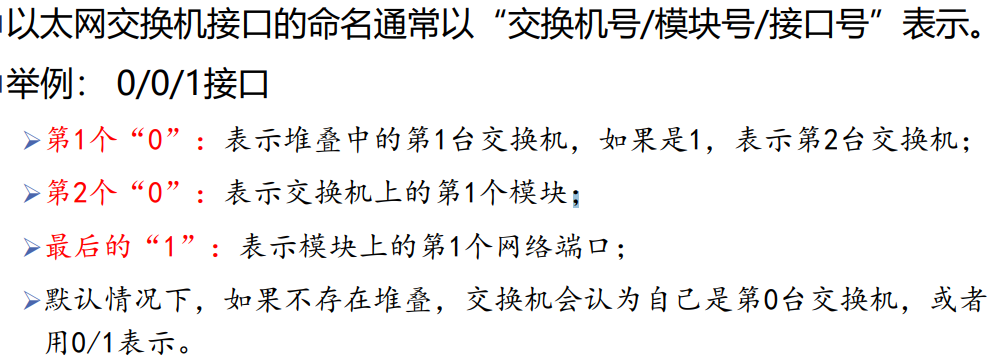 以太网交换机接口的命名通常以“交换机号/模块号/接口号”表示。
举例： 0/0/1接口
第1个“0”：表示堆叠中的第1台交换机，如果是1，表示第2台交换机；
第2个“0”：表示交换机上的第1个模块；
最后的“1”：表示模块上的第1个网络端口；
默认情况下，如果不存在堆叠，交换机会认为自己是第0台交换机，或者
用0/1表示。